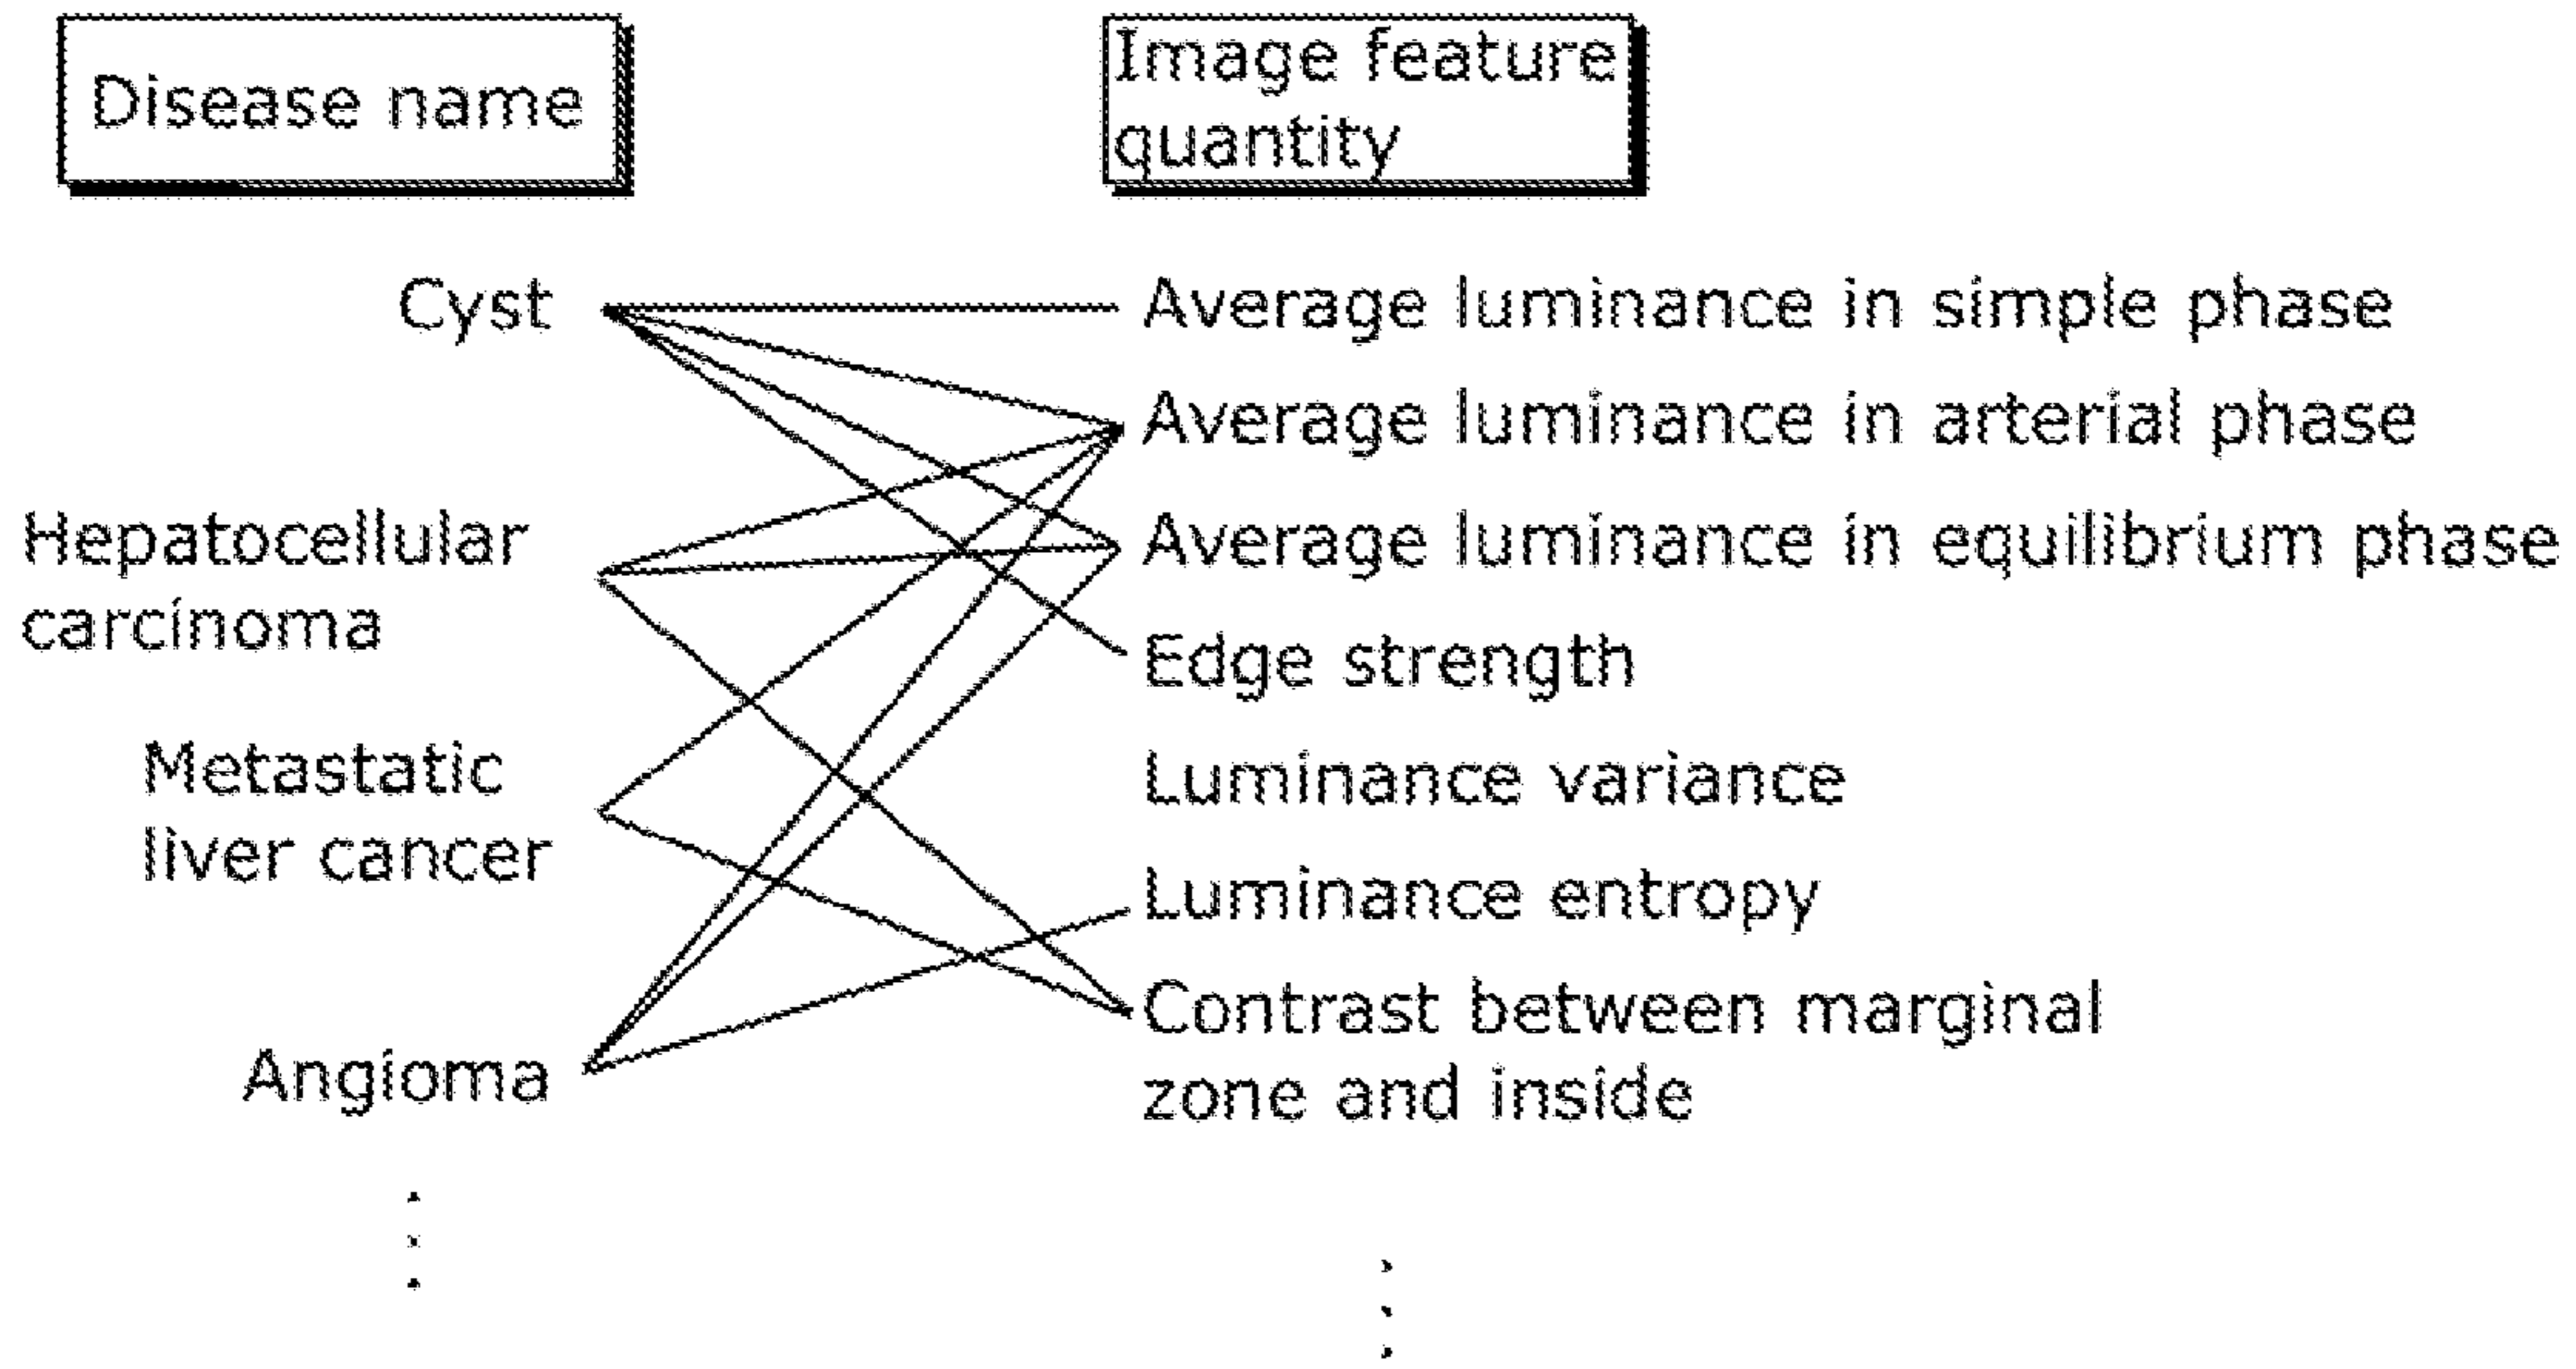 Disease name
Image feature
quantity
Cyst
Average luminance in simple phase
Average luminance in arterial phase
Hepatocellular
carcinoma
Average luminance in equilibrium phase
Edge strength
Metastatic
liver cancer
Luminance variance
Luminance entropy
Angioma
Contrast between marginal
zone and inside